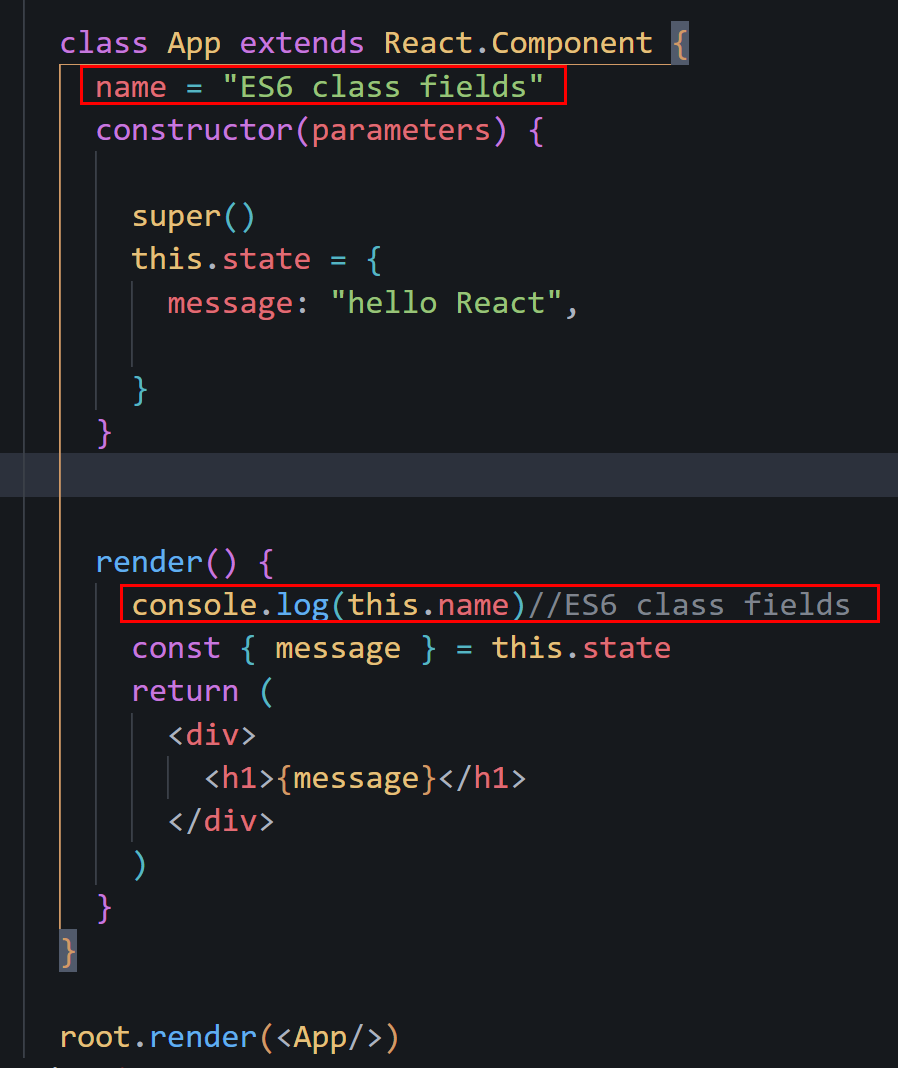 class App extends React.Component {
name = "ES6 class fields"
constructor(parameters) {
super()
this.state = {
message: "hello React",
}
}
render() {
console.log(this.name)//ES6 class fields
const { message } = this.state
return (
<div>
<h1>{message}</h1>
</div>
)
}
}
root.render(<App/>)